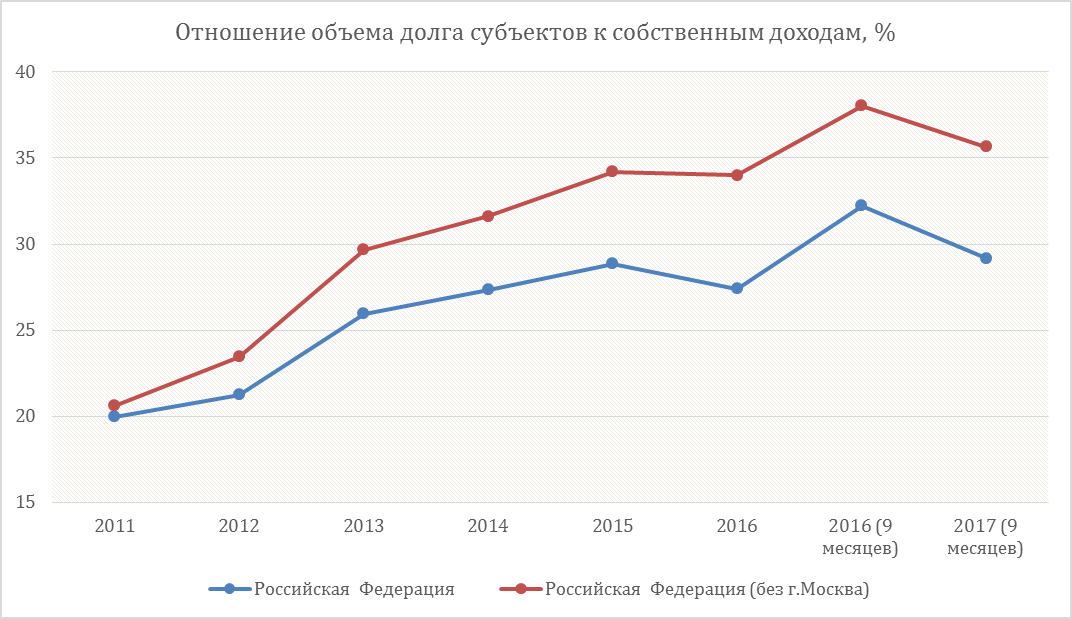 Отношение объема долга субъектов к собственным доходам, %
40
35
30
25
20
15
2011 2012 2013 2014 2015 2016 2016 (9 месяцев) 2017 (9 месяцев)
Российская Федерация Российская Федерация (без г.Москва)